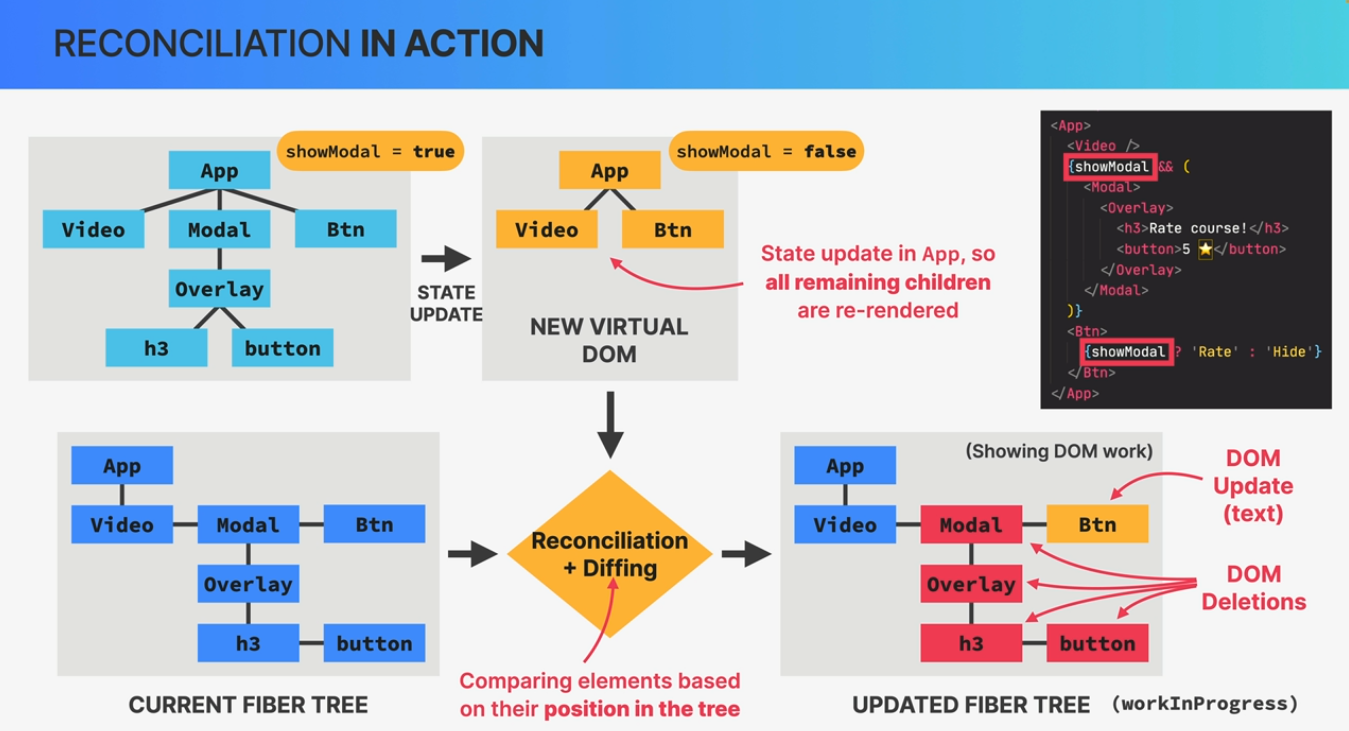 RECONCILIATION IN ACTION
showModal = true
App
Video Modal Btn
Overlay
h3 button
STATE
UPDATE
showModal = false
App
Video Btn
NEW VIRTUAL
DOM
State update in App, so
all remaining children
are re-rendered
<App>
<Video />
{showModal && (
<Modal>
<Overlay>
<h3>Rate course!</h3>
<button>5 ⭐</button>
</Overlay>
</Modal>
)}
<Btn>
{showModal ? 'Rate' : 'Hide'}
</Btn>
</App>
App
Video Modal Btn
Overlay
h3 button
CURRENT FIBER TREE
Reconciliation
+ Diffing
Comparing elements based
on their position in the tree
(Showing DOM work)
App
Video Modal Btn
Overlay
h3 button
DOM
Update
(text)
DOM
Deletions
UPDATED FIBER TREE (workInProgress)